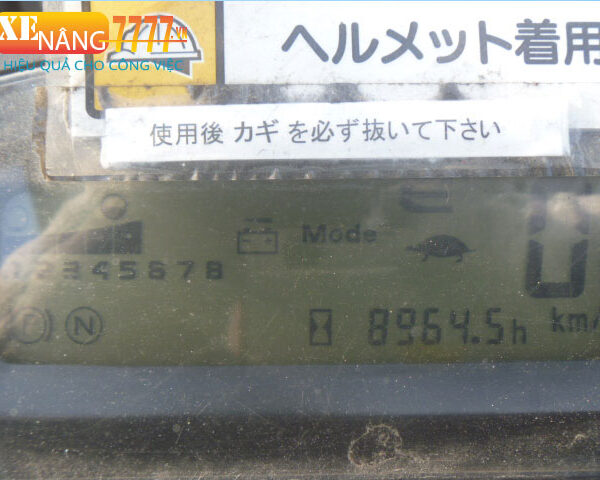 XE NÂNG 7777.VN
HIỆU QUẢ CHO CÔNG VIỆC
ヘルメット着用
使用後 カギ を必ず抜いて下さい
Mode
12345678
N
8964.5h km/